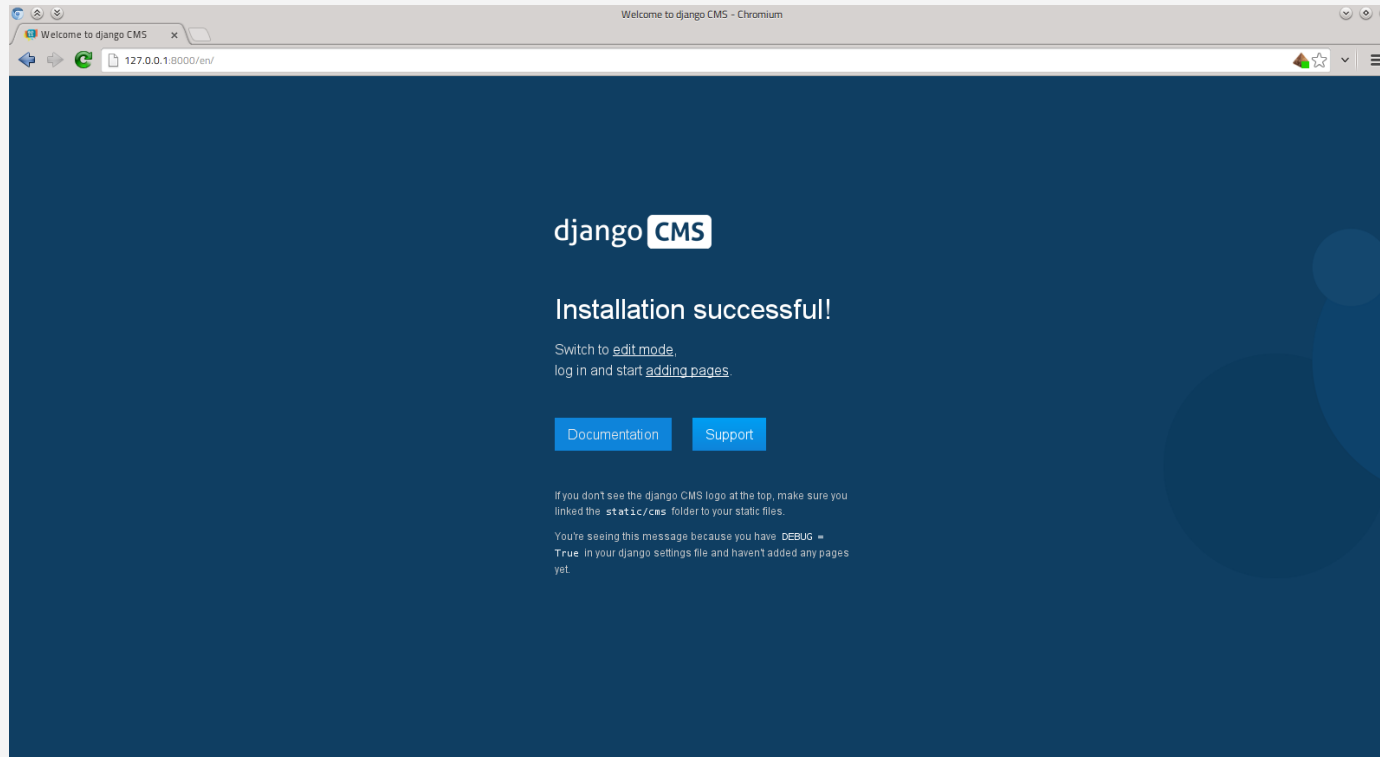 Welcome to django CMS - Chromium
Welcome to django CMS
127.0.0.1:8000/en/
django CMS
Installation successful!
Switch to edit mode,
log in and start adding pages.
Documentation Support
If you don't see the django CMS logo at the top, make sure you
linked the static/cms folder to your static files.
You're seeing this message because you have DEBUG =
True in your django settings file and haven't added any pages
yet.